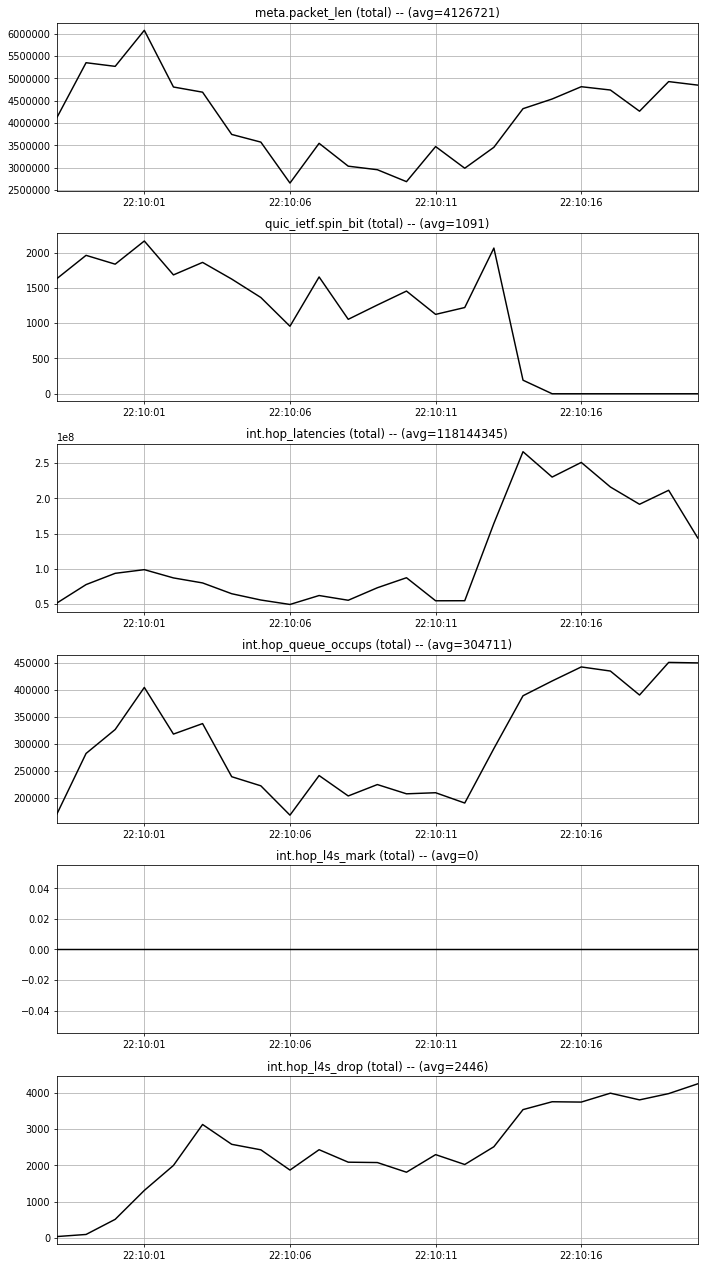 meta.packet_len (total) -- (avg=4126721)
6000000
5500000
5000000
4500000
4000000
3500000
3000000
2500000
22:10:01 22:10:06 22:10:11 22:10:16
quic_ietf.spin_bit (total) -- (avg=1091)
2000
1500
1000
500
0
22:10:01 22:10:06 22:10:11 22:10:16
int.hop_latencies (total) -- (avg=118144345)
1e8
2.5
2.0
1.5
1.0
0.5
22:10:01 22:10:06 22:10:11 22:10:16
int.hop_queue_occups (total) -- (avg=304711)
450000
400000
350000
300000
250000
200000
22:10:01 22:10:06 22:10:11 22:10:16
int.hop_l4s_mark (total) -- (avg=0)
0.04
0.02
0.00
−0.02
−0.04
22:10:01 22:10:06 22:10:11 22:10:16
int.hop_l4s_drop (total) -- (avg=2446)
4000
3000
2000
1000
0
22:10:01 22:10:06 22:10:11 22:10:16